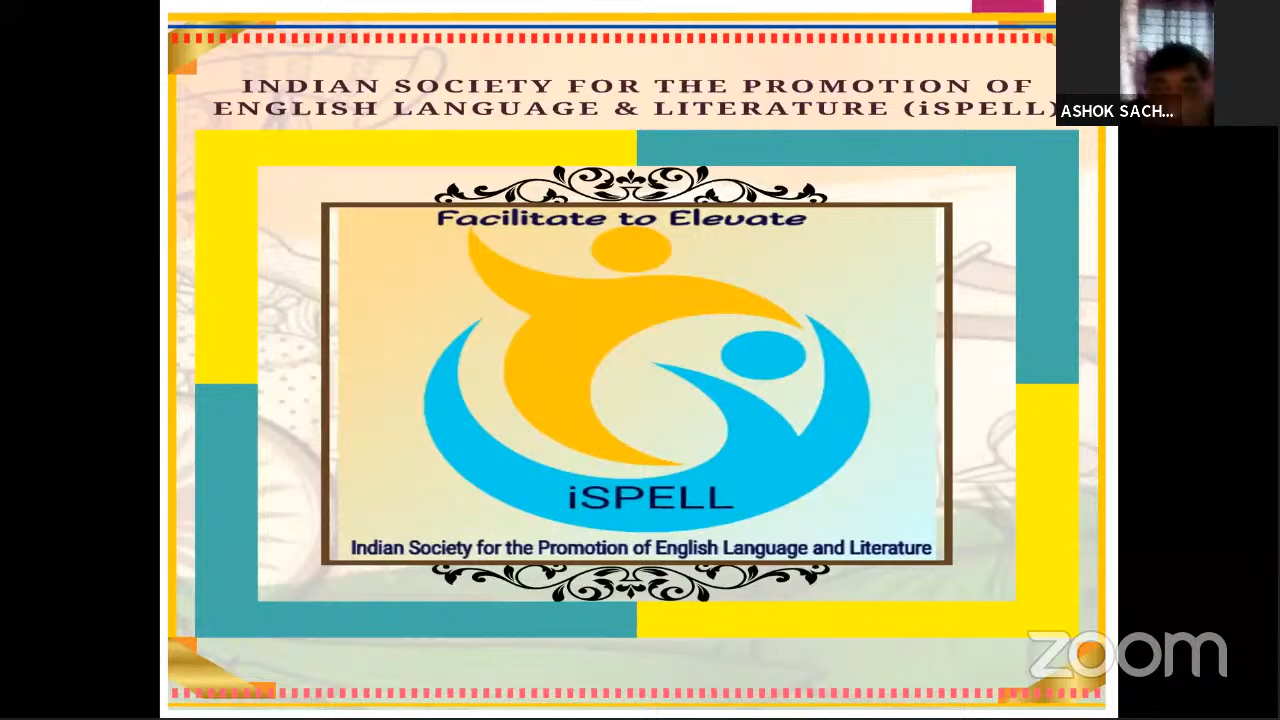 INDIAN SOCIETY FOR THE PROMOTION OF
ENGLISH LANGUAGE & LITERATURE (iSPELL)
ASHOK SACH...
Facilitate to Elevate
iSPELL
Indian Society for the Promotion of English Language and Literature
zoom